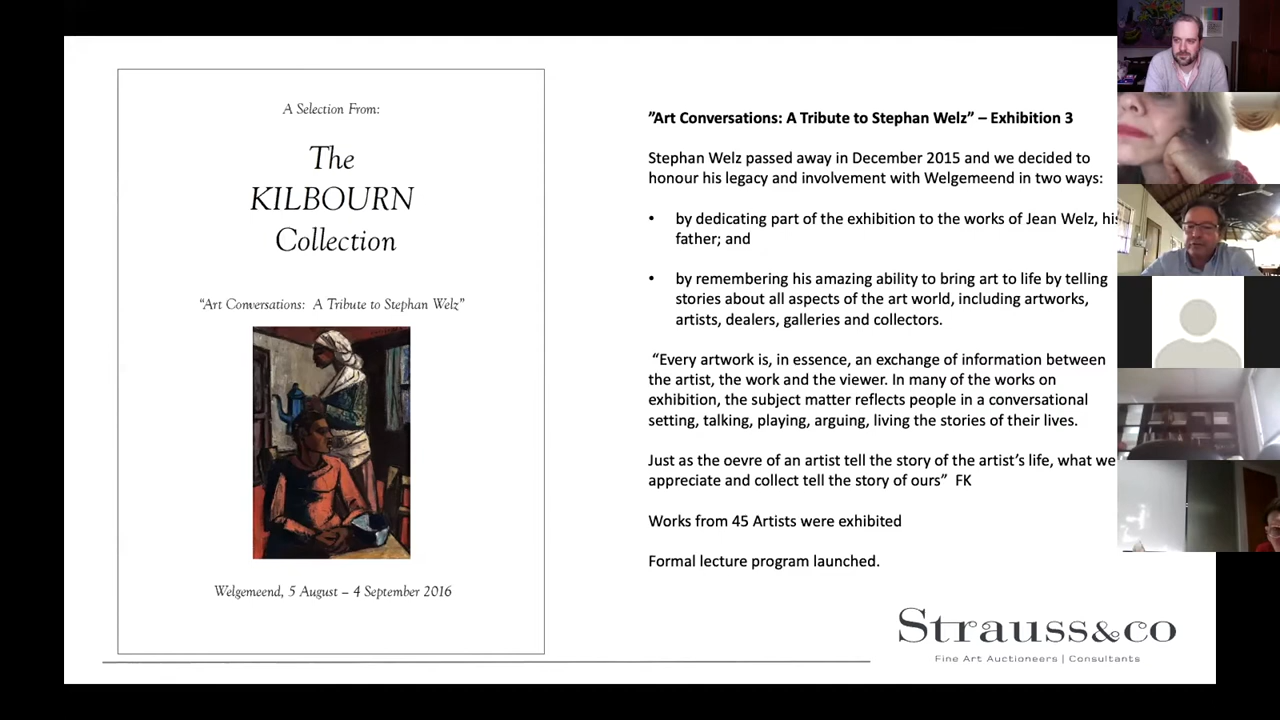 A Selection From:
The
KILBOURN
Collection
“Art Conversations: A Tribute to Stephan Welz”
Welgemeend, 5 August – 4 September 2016
”Art Conversations: A Tribute to Stephan Welz” – Exhibition 3
Stephan Welz passed away in December 2015 and we decided to
honour his legacy and involvement with Welgemeend in two ways:
• by dedicating part of the exhibition to the works of Jean Welz, his
father; and
• by remembering his amazing ability to bring art to life by telling
stories about all aspects of the art world, including artworks,
artists, dealers, galleries and collectors.
“Every artwork is, in essence, an exchange of information between
the artist, the work and the viewer. In many of the works on
exhibition, the subject matter reflects people in a conversational
setting, talking, playing, arguing, living the stories of their lives.
Just as the oevre of an artist tell the story of the artist’s life, what we
appreciate and collect tell the story of ours” FK
Works from 45 Artists were exhibited
Formal lecture program launched.
Strauss&co
Fine Art Auctioneers | Consultants